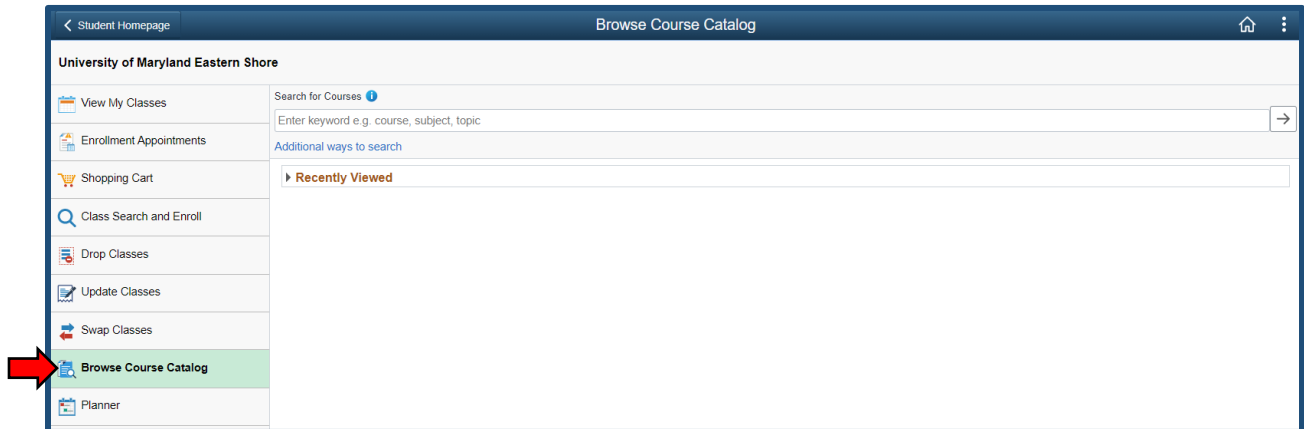 Student Homepage
Browse Course Catalog
University of Maryland Eastern Shore
View My Classes
Enrollment Appointments
Shopping Cart
Class Search and Enroll
Drop Classes
Update Classes
Swap Classes
Browse Course Catalog
Planner
Search for Courses
Enter keyword e.g. course, subject, topic
Additional ways to search
Recently Viewed